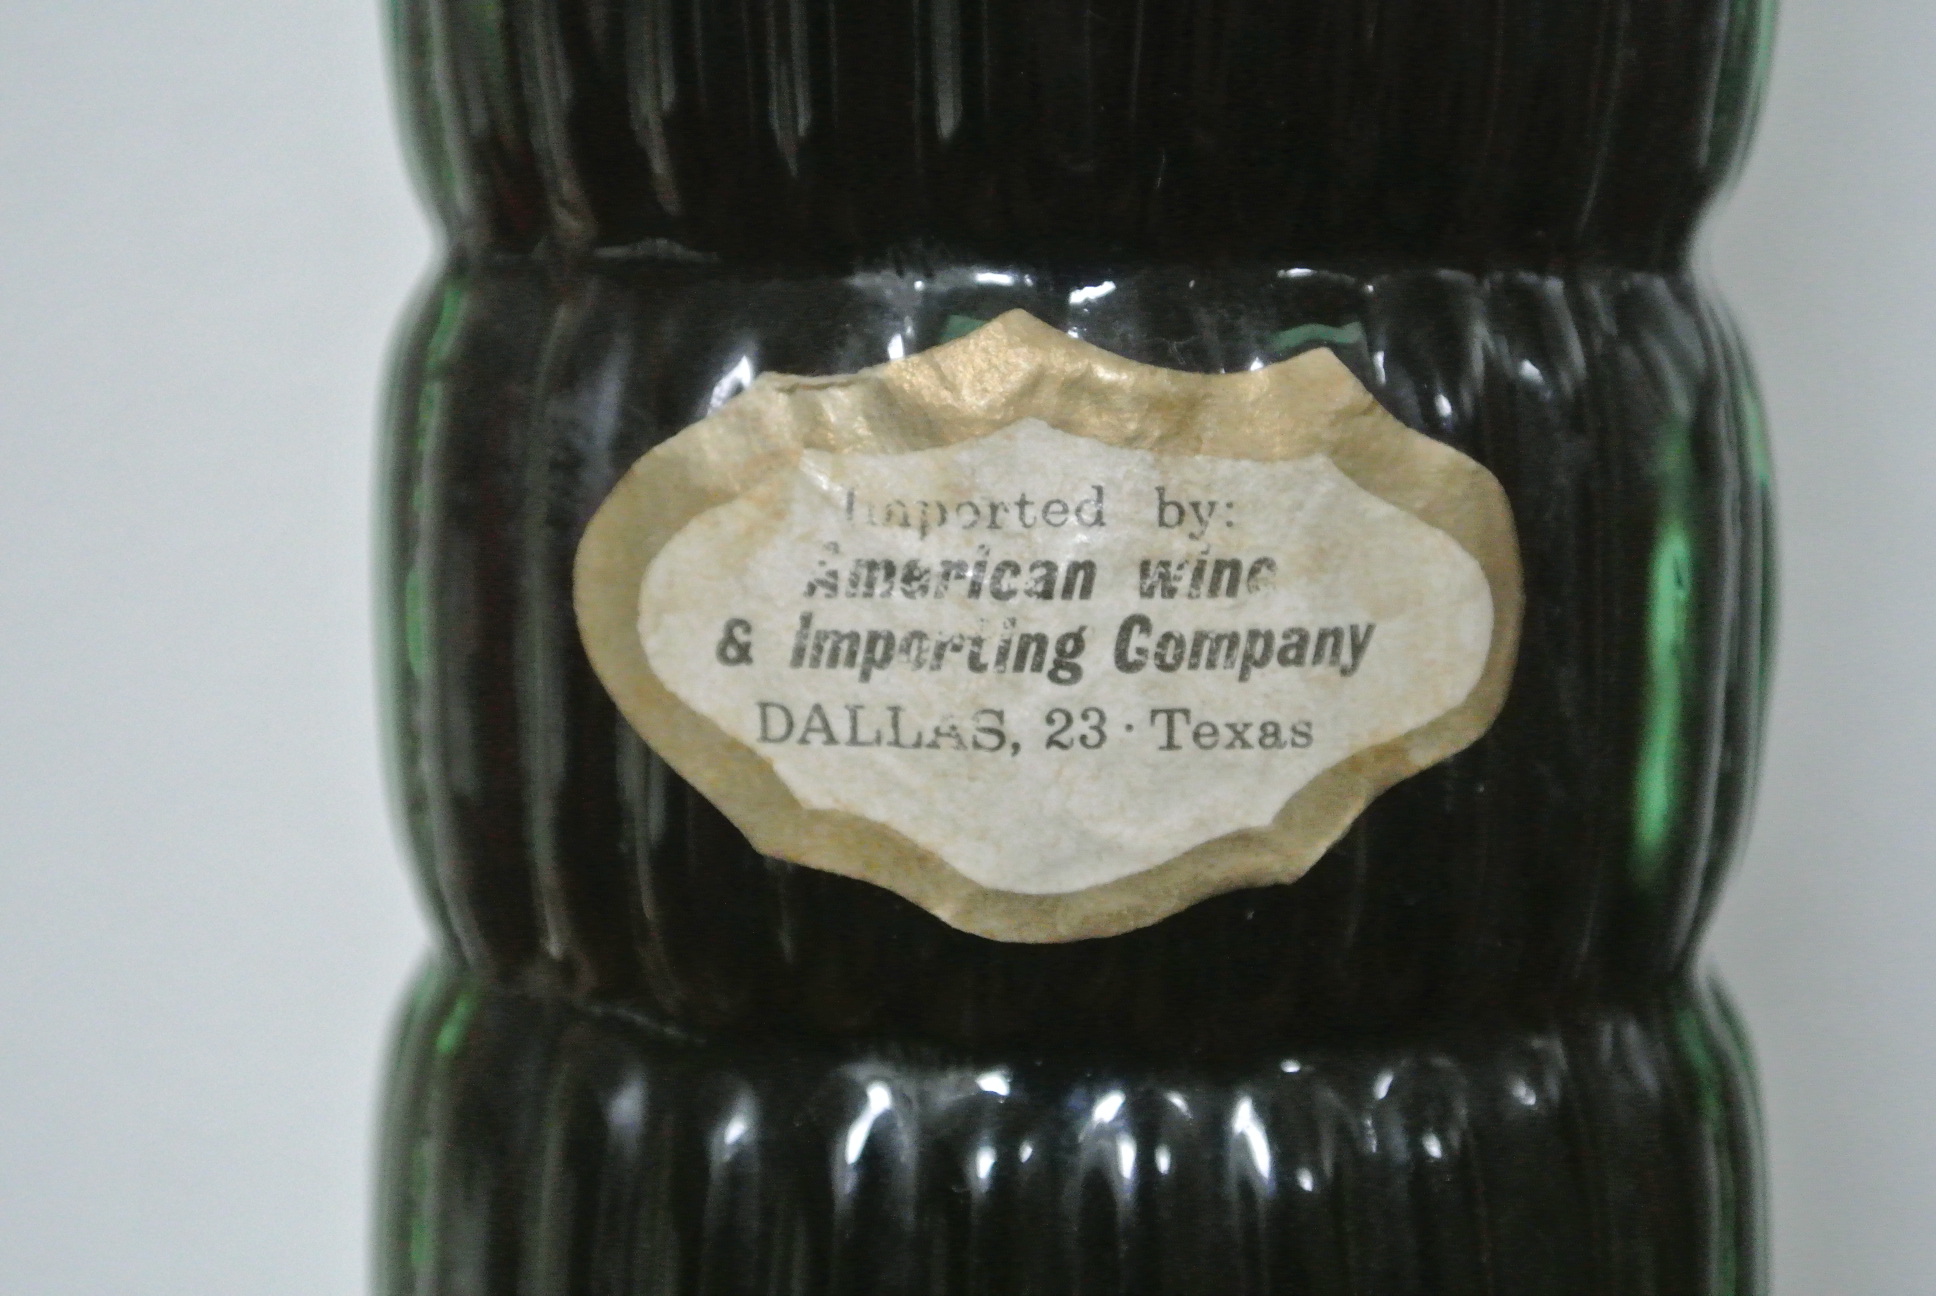 Imported by:
American wine
& Importing Company
DALLAS, 23 · Texas